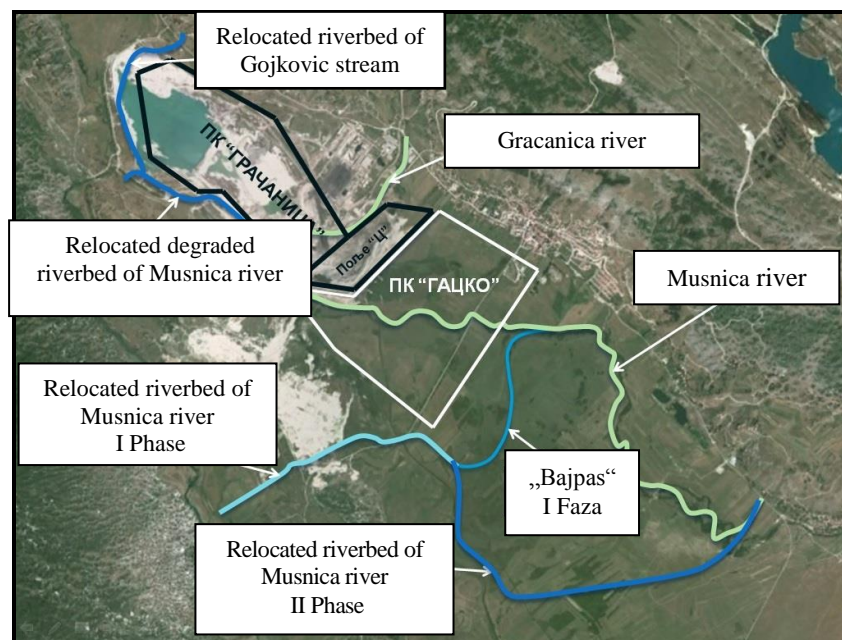 Relocated riverbed of
Gojkovic stream
ПК “ГРАЧАНИЦА”
Gracanica river
Relocated degraded
riverbed of Musnica river
Поље “Ц”
ПК “ГАЦКО”
Musnica river
Relocated riverbed of
Musnica river
I Phase
„Bajpas“
I Faza
Relocated riverbed of
Musnica river
II Phase